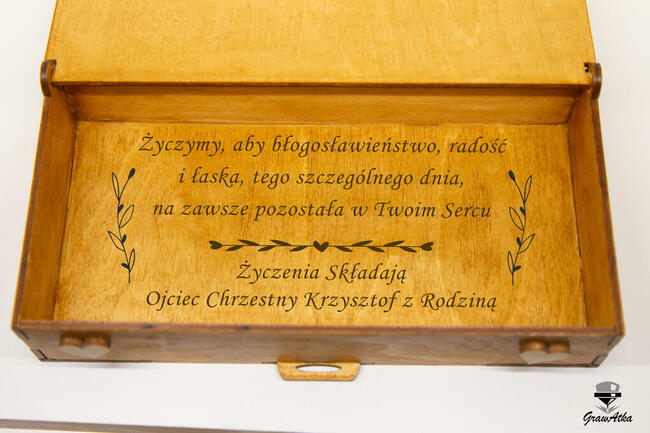 Życzymy, aby błogosławieństwo, radość
i łaska, tego szczególnego dnia,
na zawsze pozostała w Twoim Sercu
Życzenia Składają
Ojciec Chrzestny Krzysztof z Rodziną
GrawAtka